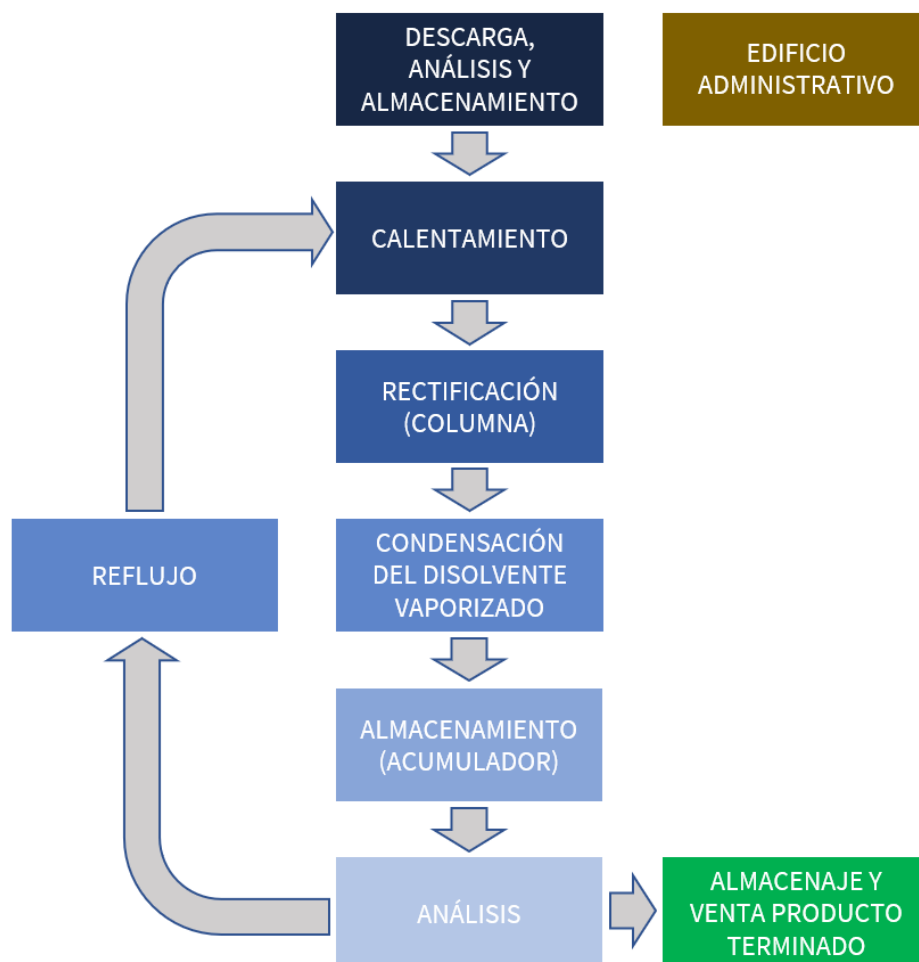 DESCARGA,
ANÁLISIS Y
ALMACENAMIENTO
EDIFICIO
ADMINISTRATIVO
CALENTAMIENTO
RECTIFICACIÓN
(COLUMNA)
REFLUJO
CONDENSACIÓN
DEL DISOLVENTE
VAPORIZADO
ALMACENAMIENTO
(ACUMULADOR)
ANÁLISIS
ALMACENAJE Y
VENTA PRODUCTO
TERMINADO